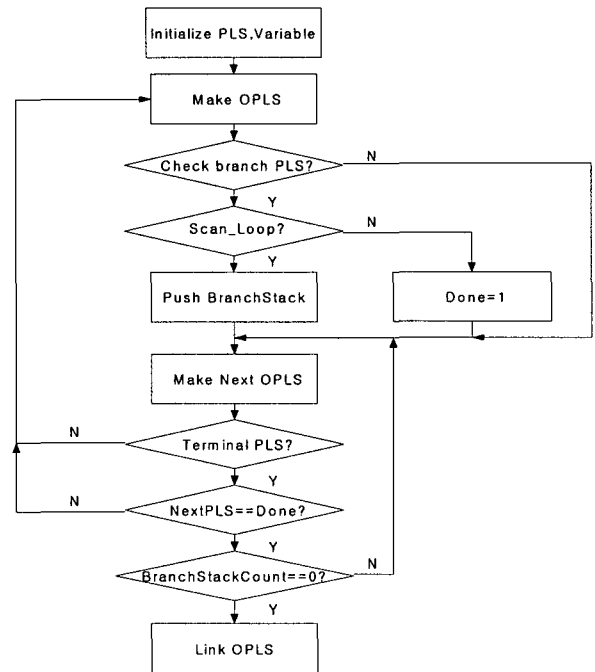 Initialize PLS,Variable
Make OPLS
Check branch PLS?
N
Y
Scan_Loop?
N
Y
Push BranchStack
Done=1
Make Next OPLS
N
Terminal PLS?
Y
N
NextPLS==Done?
Y
BranchStackCount==0?
N
Y
Link OPLS